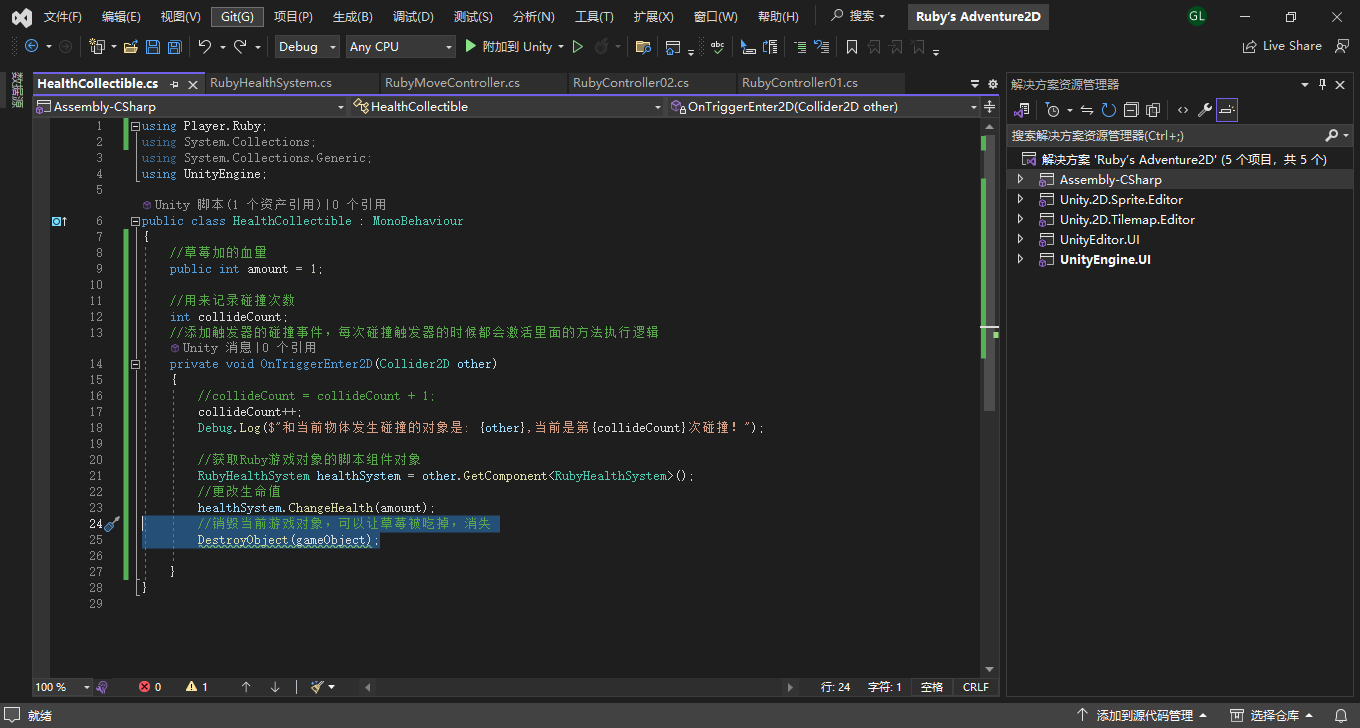 文件(F) 编辑(E) 视图(V) Git(G) 项目(P) 生成(B) 调试(D) 测试(S) 分析(N) 工具(T) 扩展(X) 窗口(W) 帮助(H) 搜索 Ruby's Adventure2D GL
Debug Any CPU 附加到 Unity Live Share
数据源
HealthCollectible.cs RubyHealthSystem.cs RubyMoveController.cs RubyController02.cs RubyController01.cs
Assembly-CSharp HealthCollectible OnTriggerEnter2D(Collider2D other)
1 using Player.Ruby;
2 using System.Collections;
3 using System.Collections.Generic;
4 using UnityEngine;
5
Unity 脚本(1 个资产引用)|0 个引用
6 public class HealthCollectible : MonoBehaviour
7 {
8 //草莓加的血量
9 public int amount = 1;
10
11 //用来记录碰撞次数
12 int collideCount;
13 //添加触发器的碰撞事件，每次碰撞触发器的时候都会激活里面的方法执行逻辑
Unity 消息|0 个引用
14 private void OnTriggerEnter2D(Collider2D other)
15 {
16 //collideCount = collideCount + 1;
17 collideCount++;
18 Debug.Log($"和当前物体发生碰撞的对象是: {other},当前是第{collideCount}次碰撞! ");
19
20 //获取Ruby游戏对象的脚本组件对象
21 RubyHealthSystem healthSystem = other.GetComponent<RubyHealthSystem>();
22 //更改生命值
23 healthSystem.ChangeHealth(amount);
24 //销毁当前游戏对象，可以让草莓被吃掉，消失
25 DestroyObject(gameObject);
26
27 }
28 }
29
解决方案资源管理器
搜索解决方案资源管理器(Ctrl+;)
解决方案 'Ruby's Adventure2D' (5 个项目，共 5 个)
Assembly-CSharp
Unity.2D.Sprite.Editor
Unity.2D.Tilemap.Editor
UnityEditor.UI
UnityEngine.UI
100 % 0 1 行: 24 字符: 1 空格 CRLF
就绪 添加到源代码管理 选择仓库